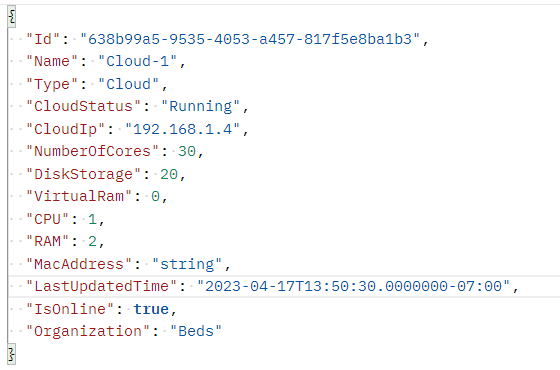 {
"Id": "638b99a5-9535-4053-a457-817f5e8ba1b3",
"Name": "Cloud-1",
"Type": "Cloud",
"CloudStatus": "Running",
"CloudIp": "192.168.1.4",
"NumberOfCores": 30,
"DiskStorage": 20,
"VirtualRam": 0,
"CPU": 1,
"RAM": 2,
"MacAddress": "string",
"LastUpdatedTime": "2023-04-17T13:50:30.0000000-07:00",
"IsOnline": true,
"Organization": "Beds"
}